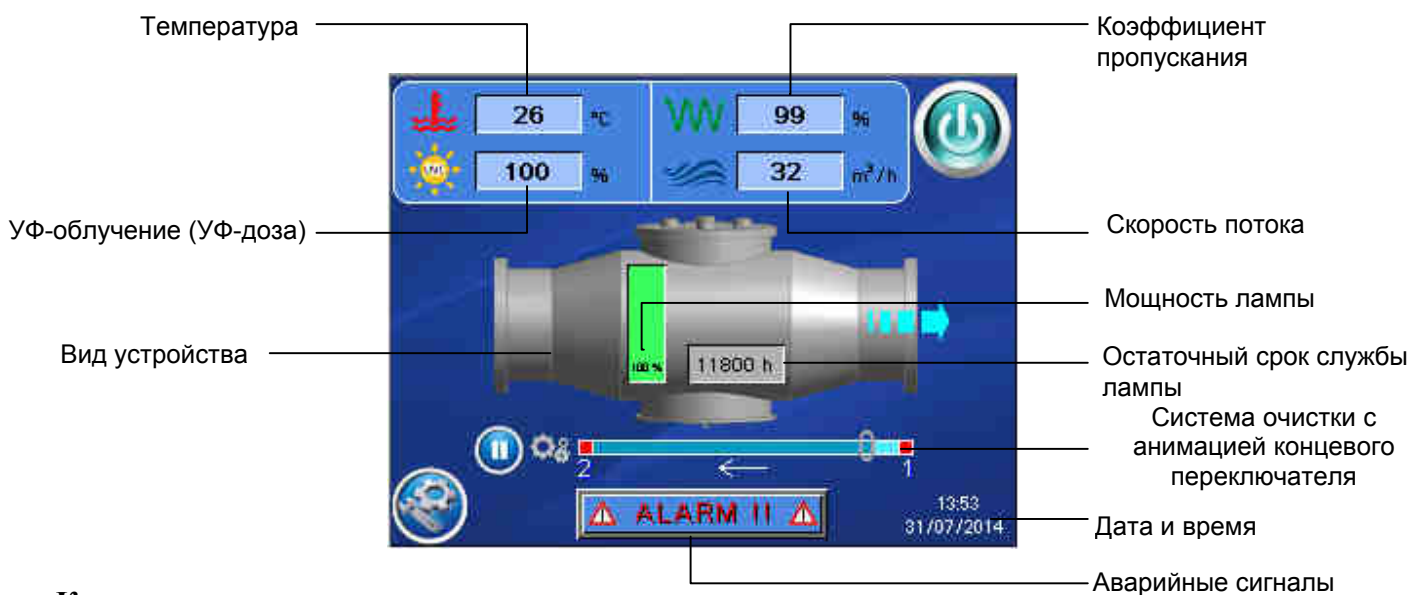 Температура
Коэффициент
пропускания
26 °C
99 %
UVC
100 %
32 m³/h
УФ-облучение (УФ-доза)
Скорость потока
Мощность лампы
Вид устройства
100 %
11800 h
Остаточный срок службы
лампы
Система очистки с
анимацией концевого
переключателя
2
1
ALARM II
13:53
31/07/2014
Дата и время
Аварийные сигналы